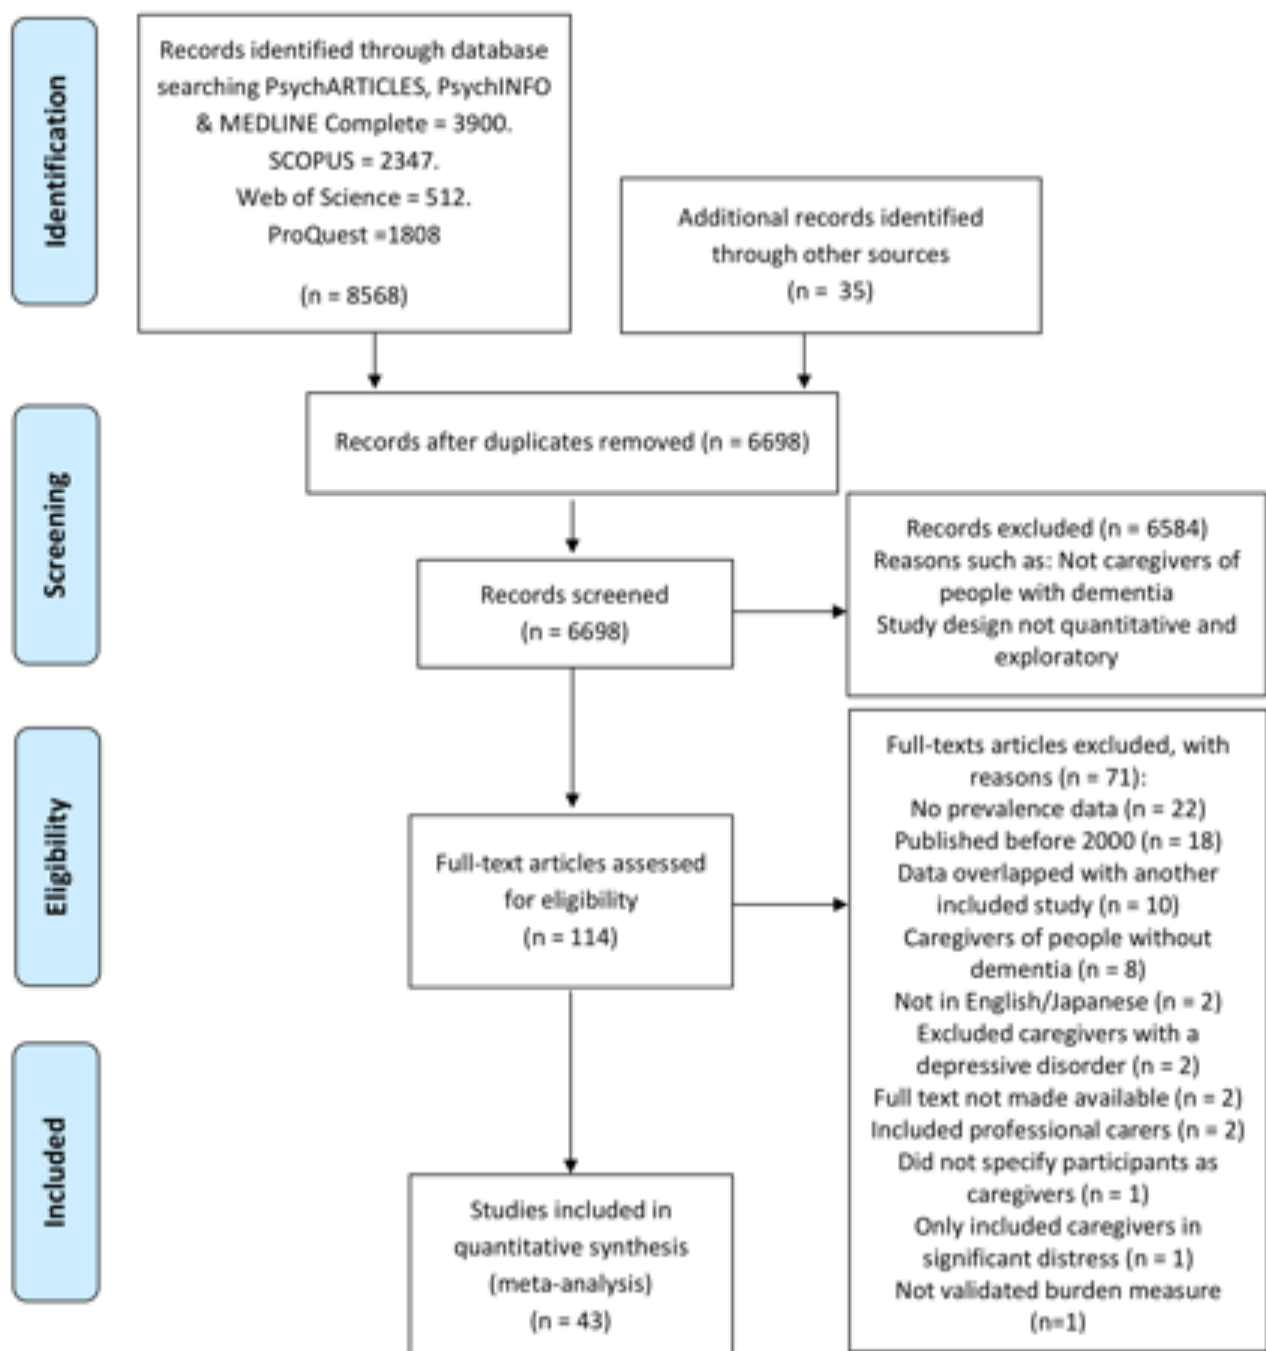 Identification
Records identified through database
searching PsychARTICLES, PsychINFO
& MEDLINE Complete = 3900.
SCOPUS = 2347.
Web of Science = 512.
ProQuest =1808
(n = 8568)
Additional records identified
through other sources
(n = 35)
Screening
Records after duplicates removed (n = 6698)
Records screened
(n = 6698)
Records excluded (n = 6584)
Reasons such as: Not caregivers of
people with dementia
Study design not quantitative and
exploratory
Eligibility
Full-text articles assessed
for eligibility
(n = 114)
Full-texts articles excluded, with
reasons (n = 71):
No prevalence data (n = 22)
Published before 2000 (n = 18)
Data overlapped with another
included study (n = 10)
Caregivers of people without
dementia (n = 8)
Not in English/Japanese (n = 2)
Excluded caregivers with a
depressive disorder (n = 2)
Full text not made available (n = 2)
Included professional carers (n = 2)
Did not specify participants as
caregivers (n = 1)
Only included caregivers in
significant distress (n = 1)
Not validated burden measure
(n=1)
Included
Studies included in
quantitative synthesis
(meta-analysis)
(n = 43)